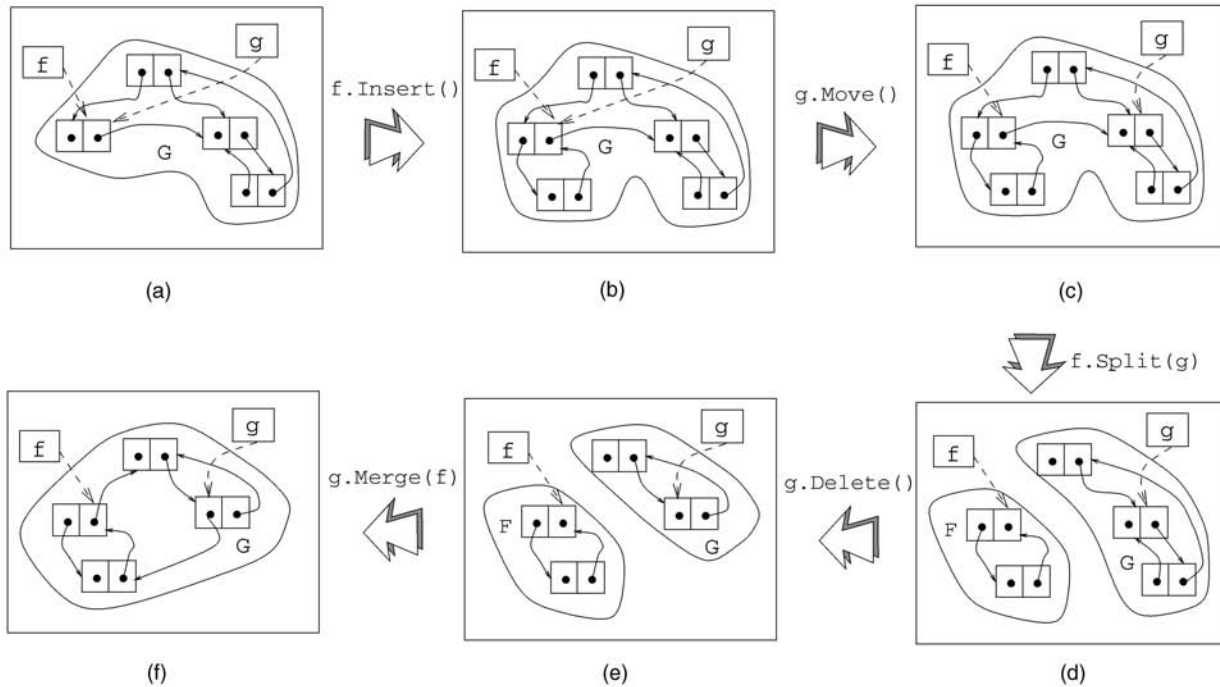 f
g
G
(a)
f.Insert()
f
g
G
(b)
g.Move()
f
g
G
(c)
f.Split(g)
f
g
G
(f)
g.Merge(f)
f
g
F
G
(e)
g.Delete()
f
g
F
G
(d)